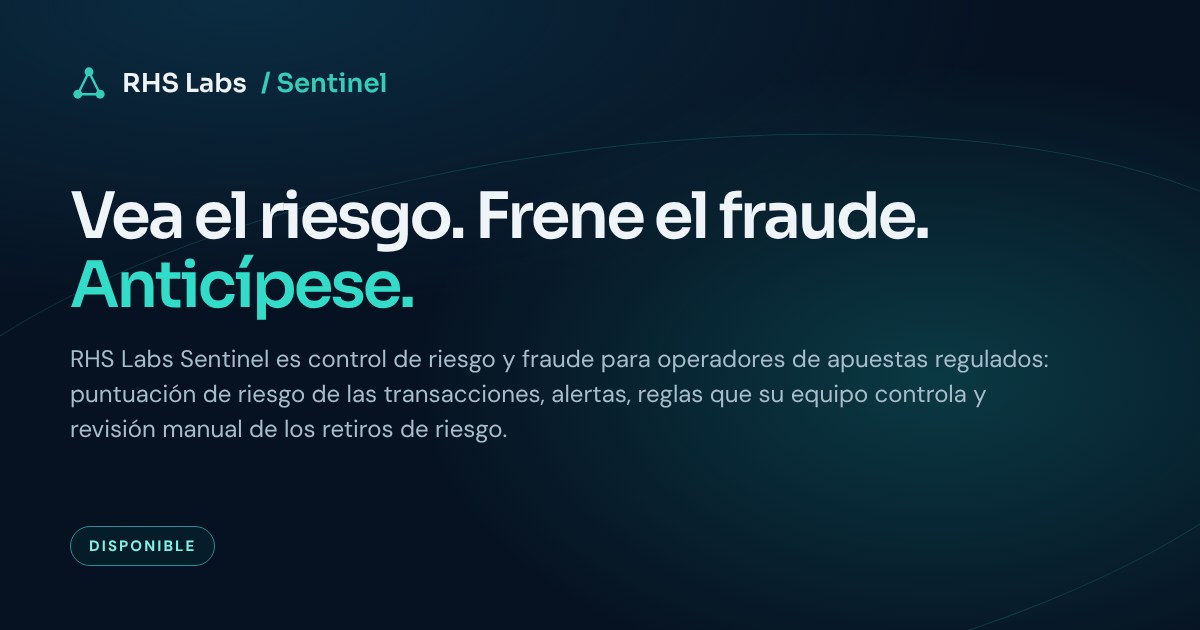 RHS Labs / Sentinel
Vea el riesgo. Frene el fraude.
Anticípese.
RHS Labs Sentinel es control de riesgo y fraude para operadores de apuestas regulados:
puntuación de riesgo de las transacciones, alertas, reglas que su equipo controla y
revisión manual de los retiros de riesgo.
DISPONIBLE